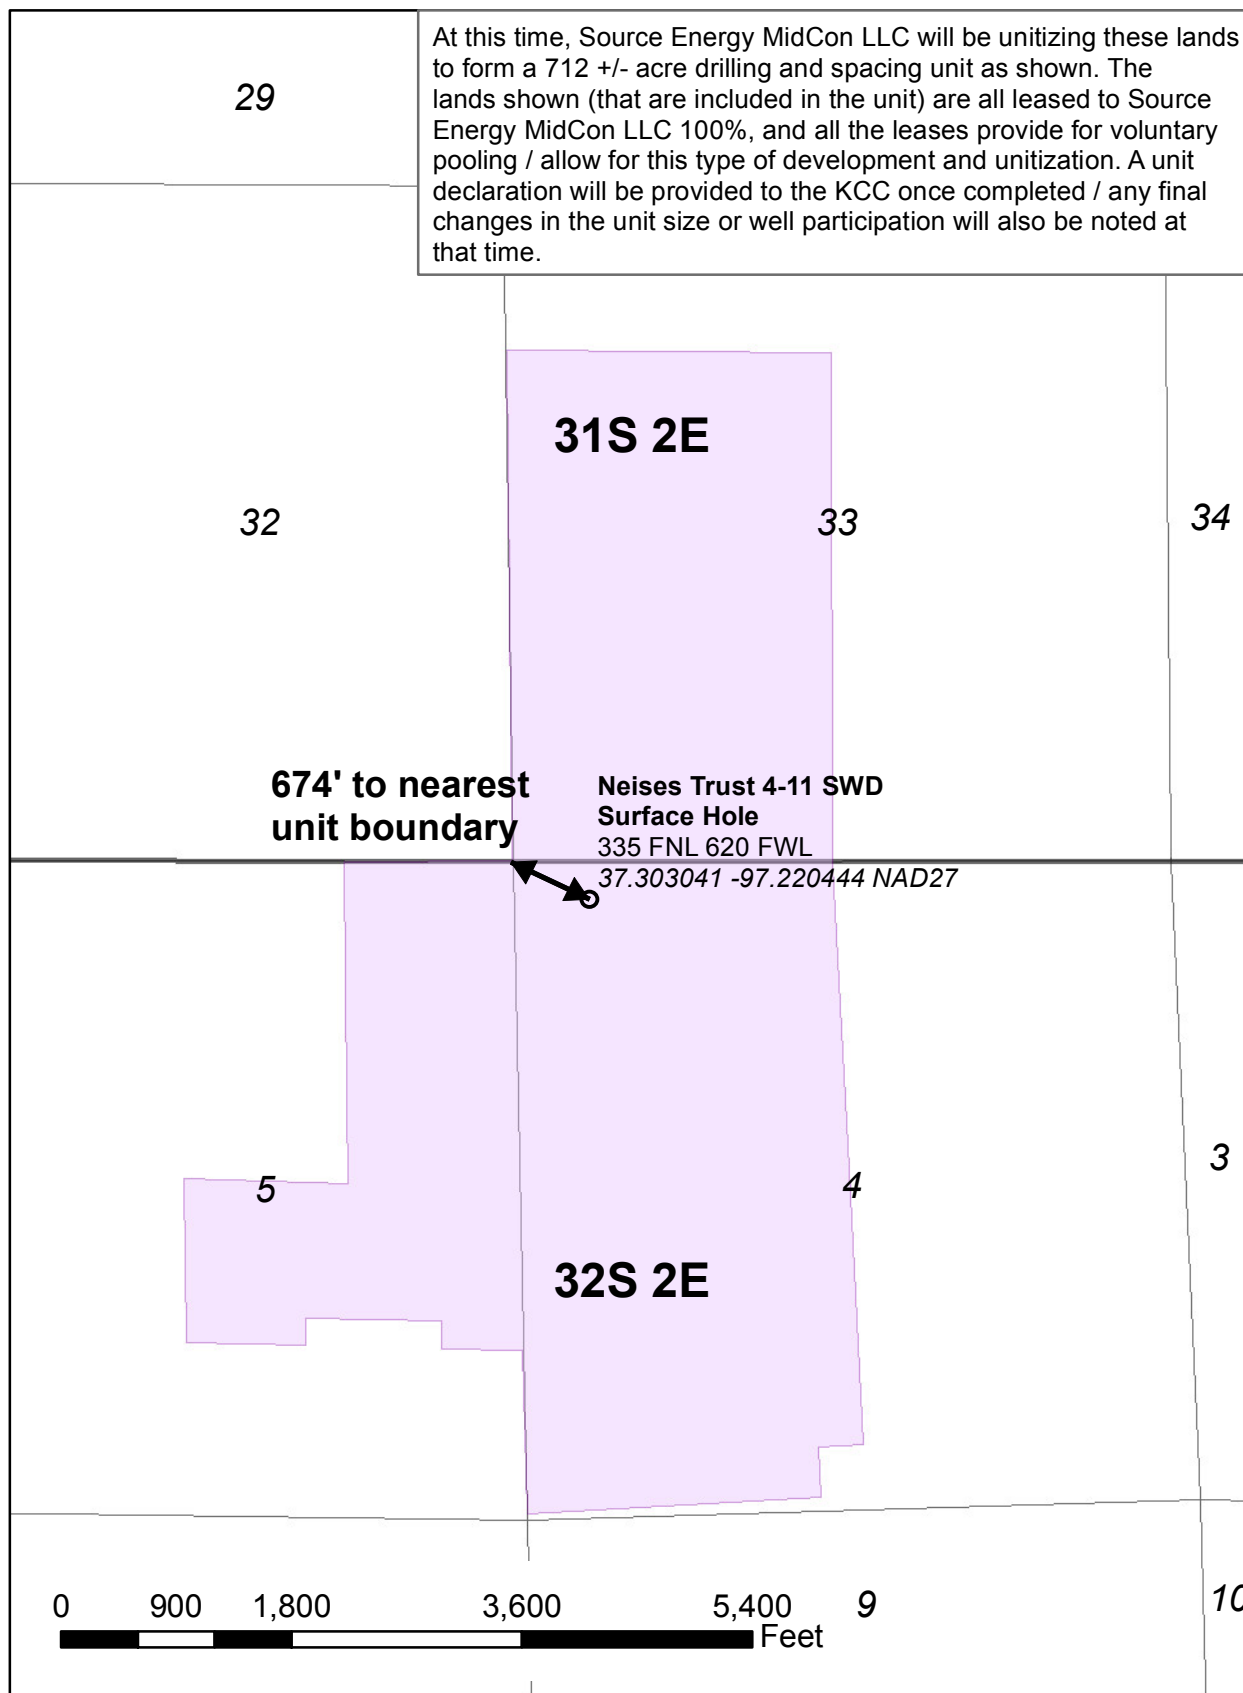 At this time, Source Energy MidCon LLC will be unitizing these lands
to form a 712 +/- acre drilling and spacing unit as shown. The
lands shown (that are included in the unit) are all leased to Source
Energy MidCon LLC 100%, and all the leases provide for voluntary
pooling / allow for this type of development and unitization. A unit
declaration will be provided to the KCC once completed / any final
changes in the unit size or well participation will also be noted at
that time.
29
31S 2E
32
33
34
674' to nearest
unit boundary
Neises Trust 4-11 SWD
Surface Hole
335 FNL 620 FWL
37.303041 -97.220444 NAD27
5
4
3
32S 2E
0 900 1,800 3,600 5,400
Feet
9
10